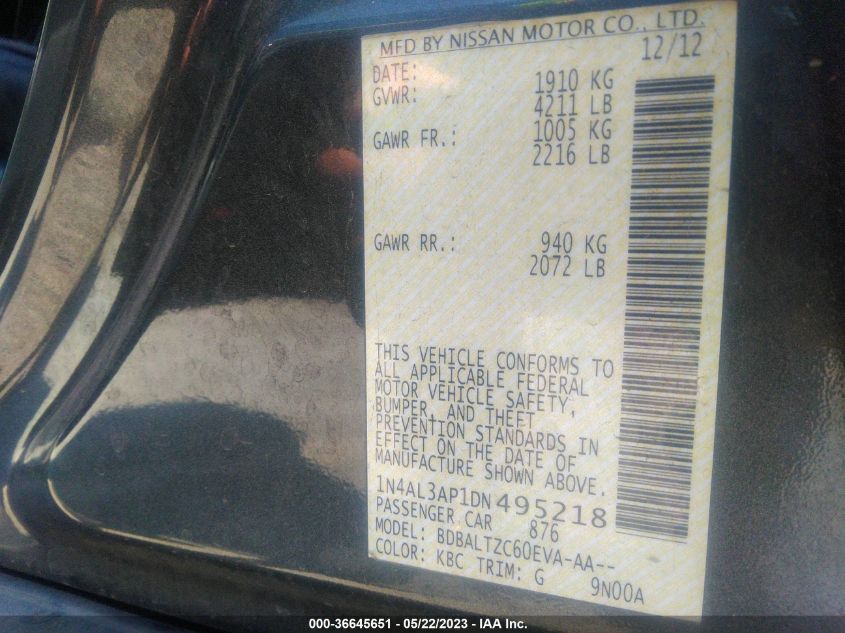 MFD BY NISSAN MOTOR CO., LTD.
DATE: 12/12
GVWR: 1910 KG
4211 LB
GAWR FR.: 1005 KG
2216 LB
GAWR RR.: 940 KG
2072 LB
THIS VEHICLE CONFORMS TO
ALL APPLICABLE FEDERAL
MOTOR VEHICLE SAFETY,
BUMPER, AND THEFT
PREVENTION STANDARDS IN
EFFECT ON THE DATE OF
MANUFACTURE SHOWN ABOVE.
1N4AL3AP1DN495218
PASSENGER CAR 876
MODEL: BDBALTZC60EVA-AA--
COLOR: KBC TRIM: G 9N00A
000-36645651 - 05/22/2023 - IAA Inc.